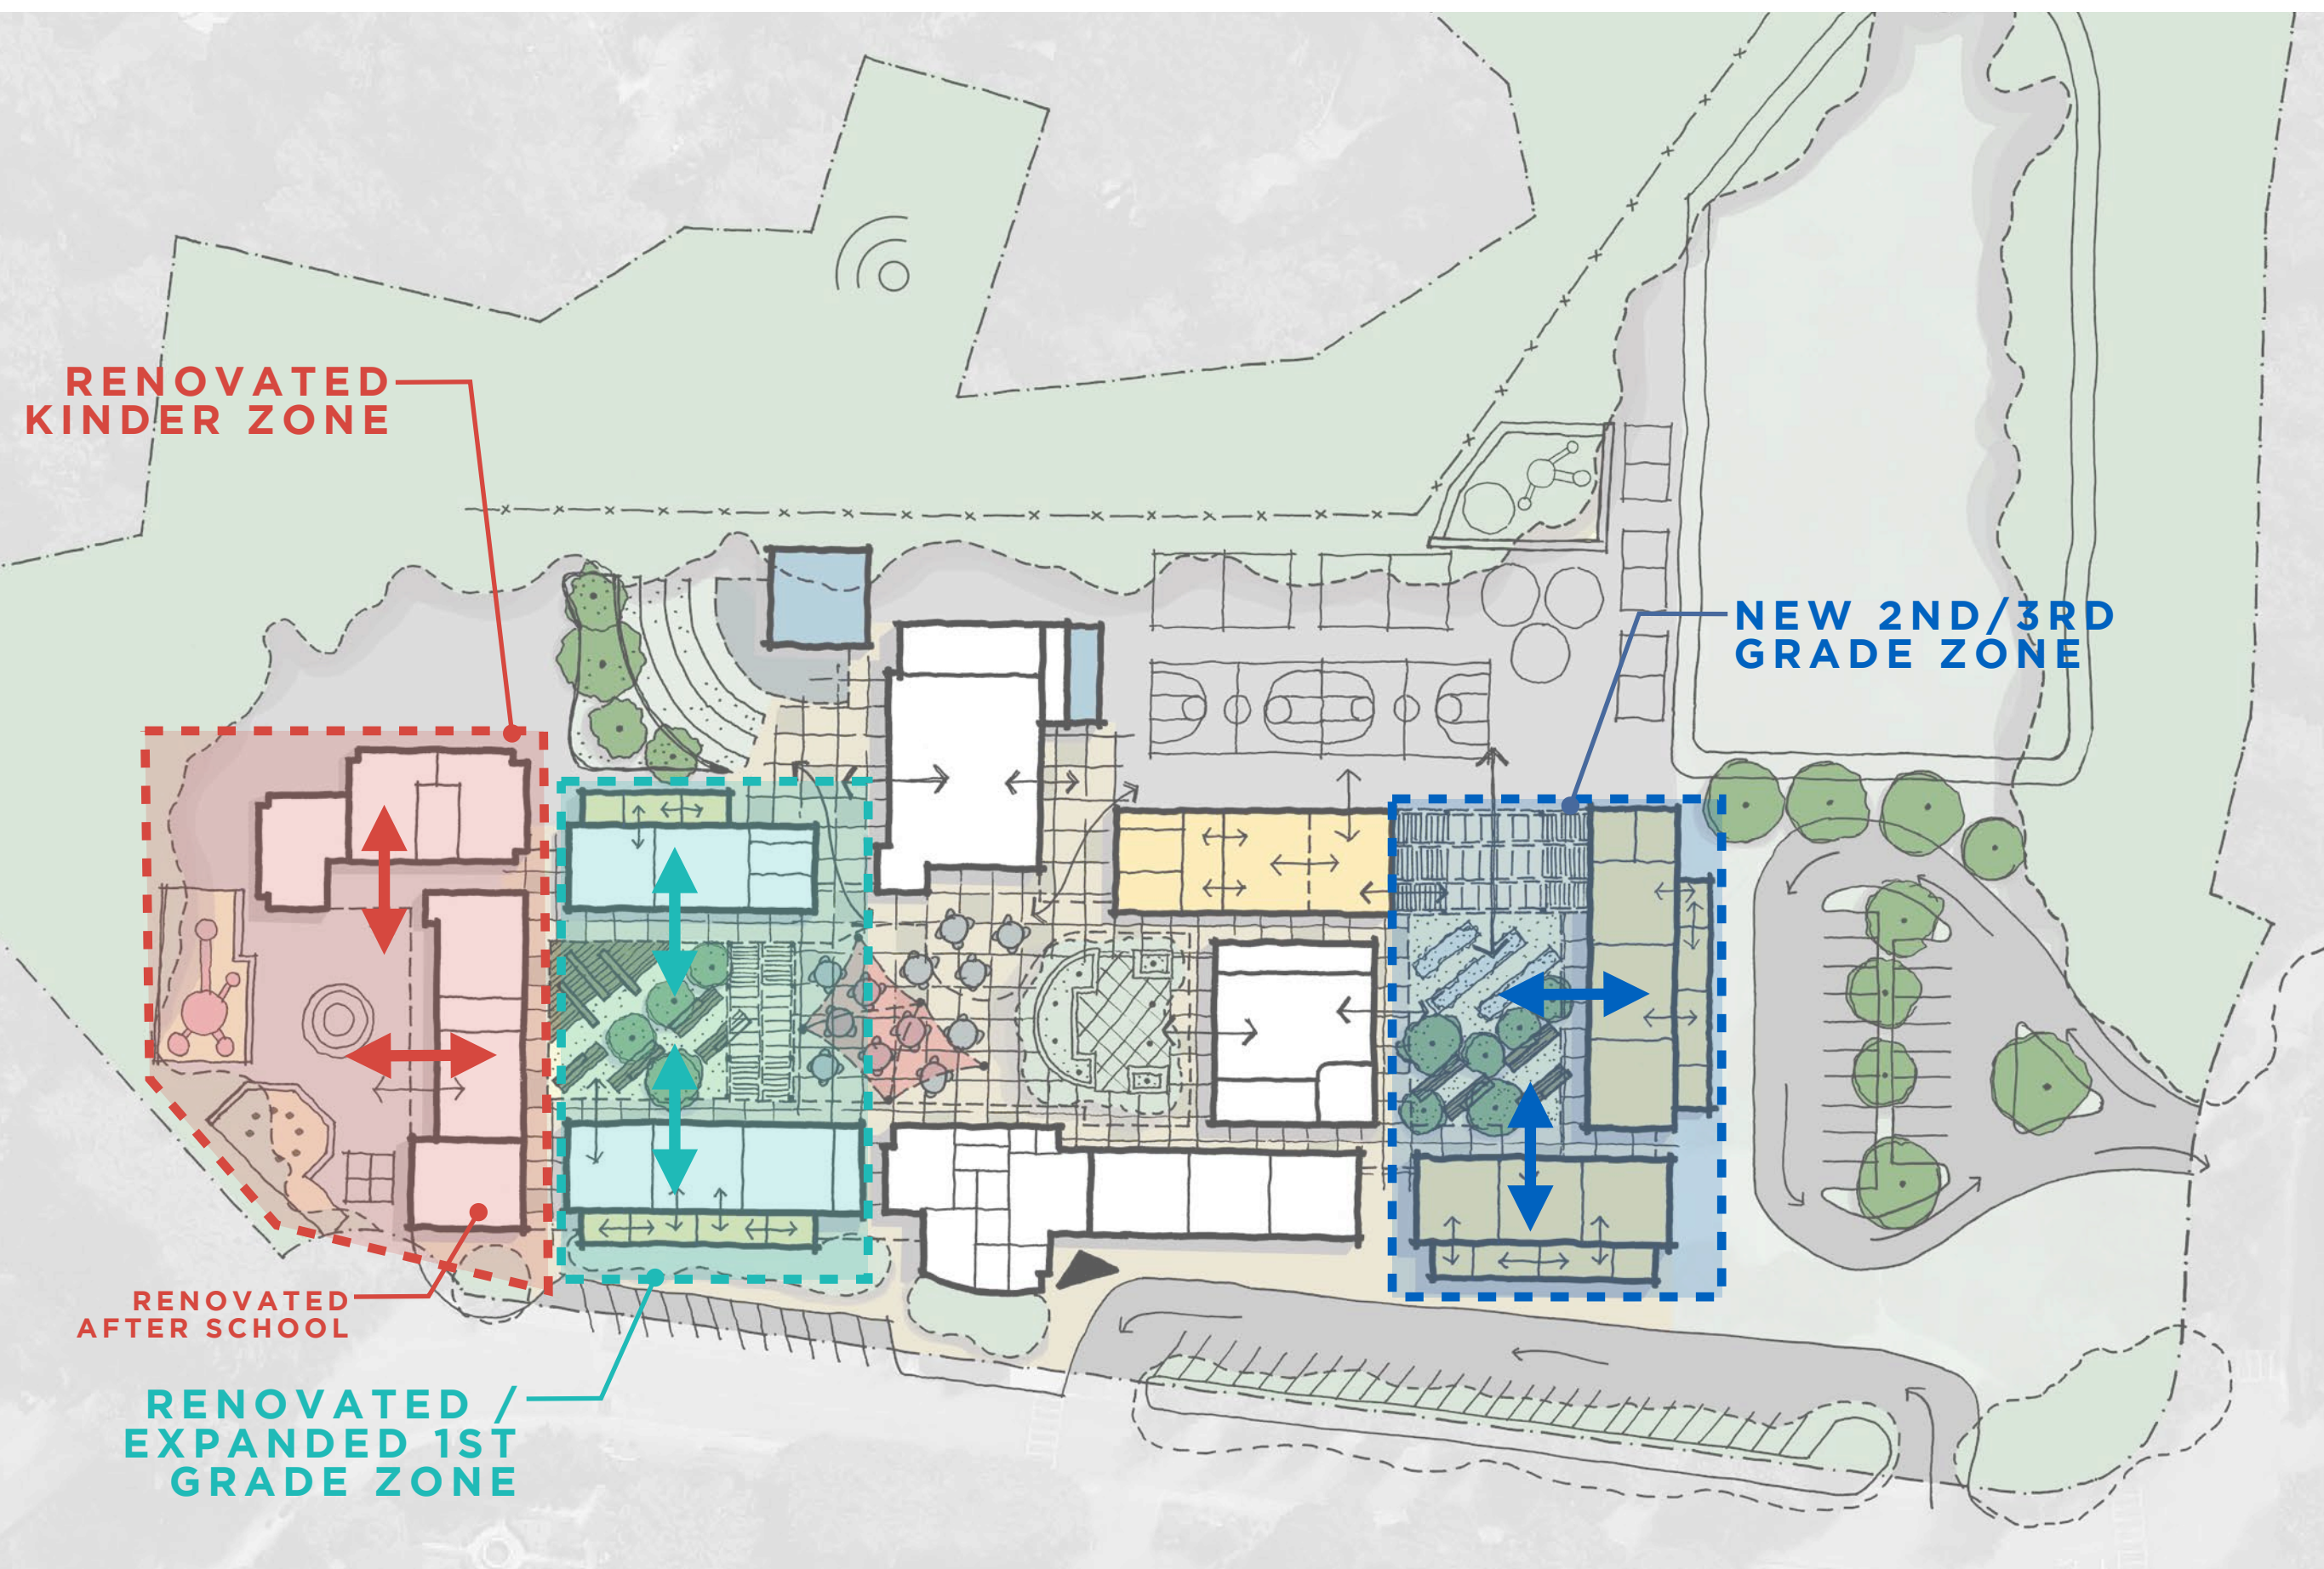 RENOVATED
KINDER ZONE
NEW 2ND/3RD
GRADE ZONE
RENOVATED
AFTER SCHOOL
RENOVATED /
EXPANDED 1ST
GRADE ZONE